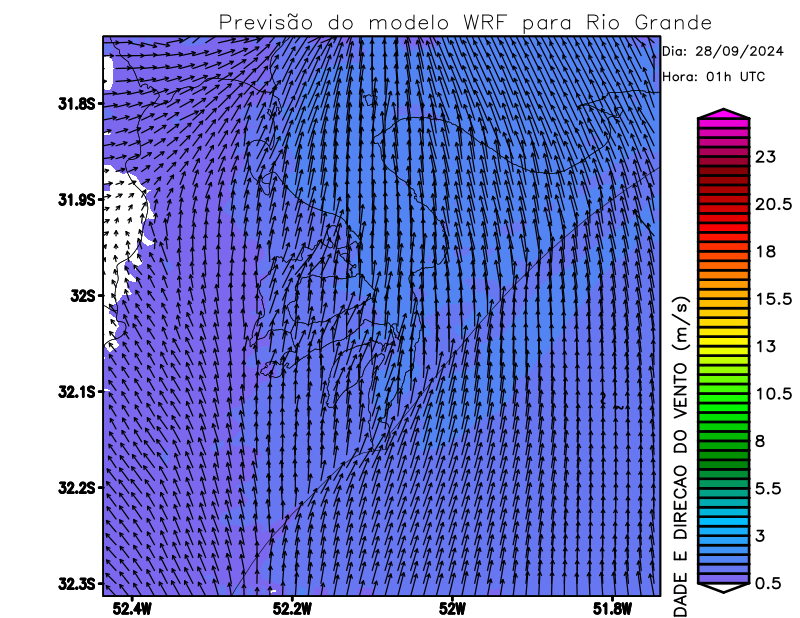 Previsão do modelo WRF para Rio Grande
Dia: 28/09/2024
Hora: 01h UTC
31.8S
31.9S
32S
32.1S
32.2S
32.3S
52.4W
52.2W
52W
51.8W
23
20.5
18
15.5
13
10.5
8
5.5
3
0.5
DADE E DIRECAO DO VENTO (m/s)